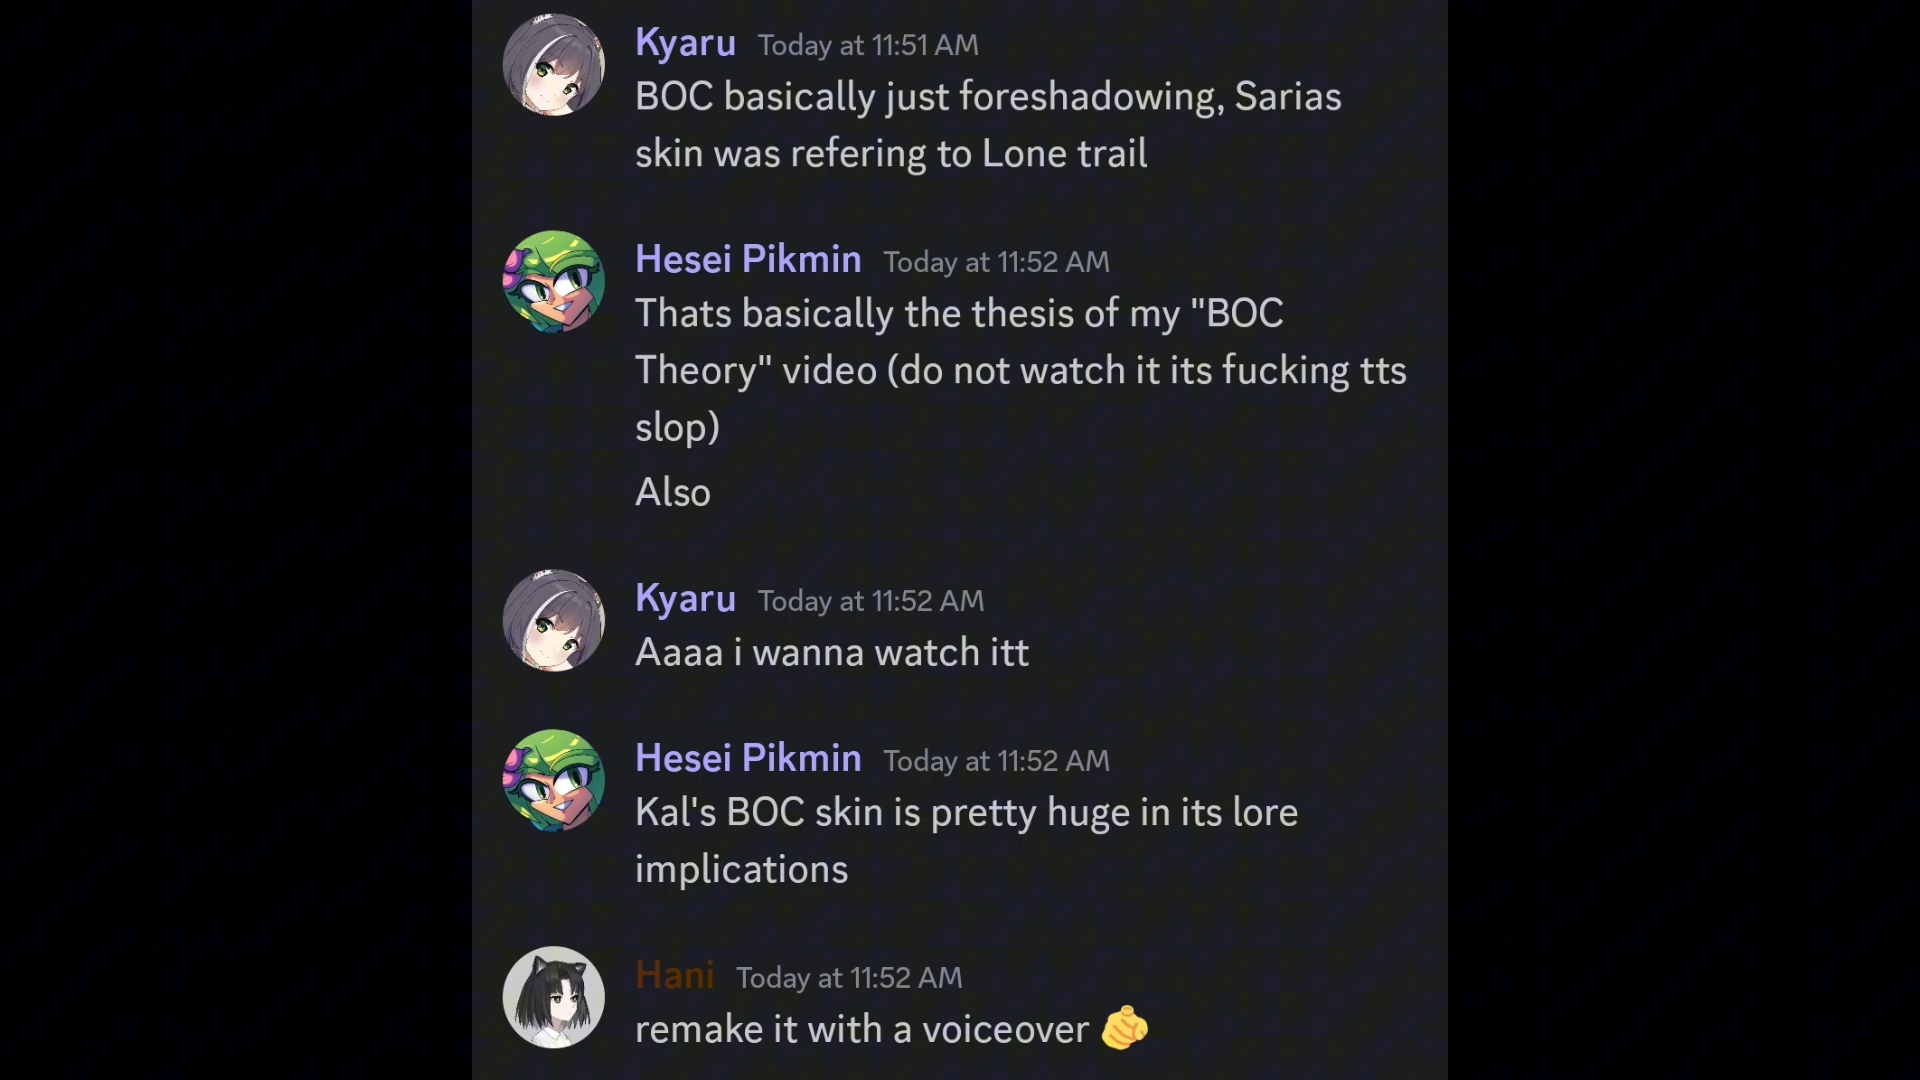 Kyaru Today at 11:51 AM
BOC basically just foreshadowing, Sarias
skin was refering to Lone trail
Hesei Pikmin Today at 11:52 AM
Thats basically the thesis of my "BOC
Theory" video (do not watch it its fucking tts
slop)
Also
Kyaru Today at 11:52 AM
Aaaa i wanna watch itt
Hesei Pikmin Today at 11:52 AM
Kal's BOC skin is pretty huge in its lore
implications
Hani Today at 11:52 AM
remake it with a voiceover 🫵